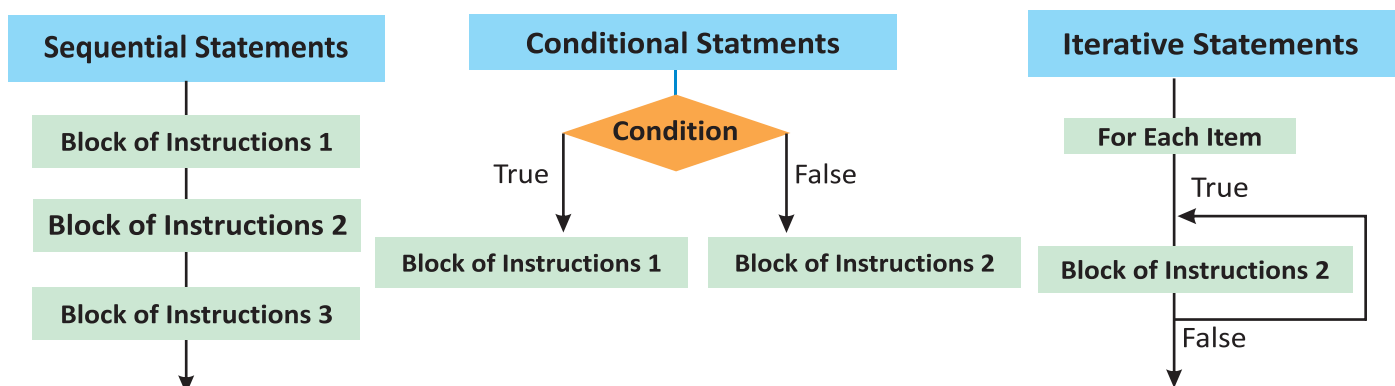 Sequential Statements
Block of Instructions 1
Block of Instructions 2
Block of Instructions 3
Conditional Statments
Condition
True
False
Block of Instructions 1
Block of Instructions 2
Iterative Statements
For Each Item
True
Block of Instructions 2
False